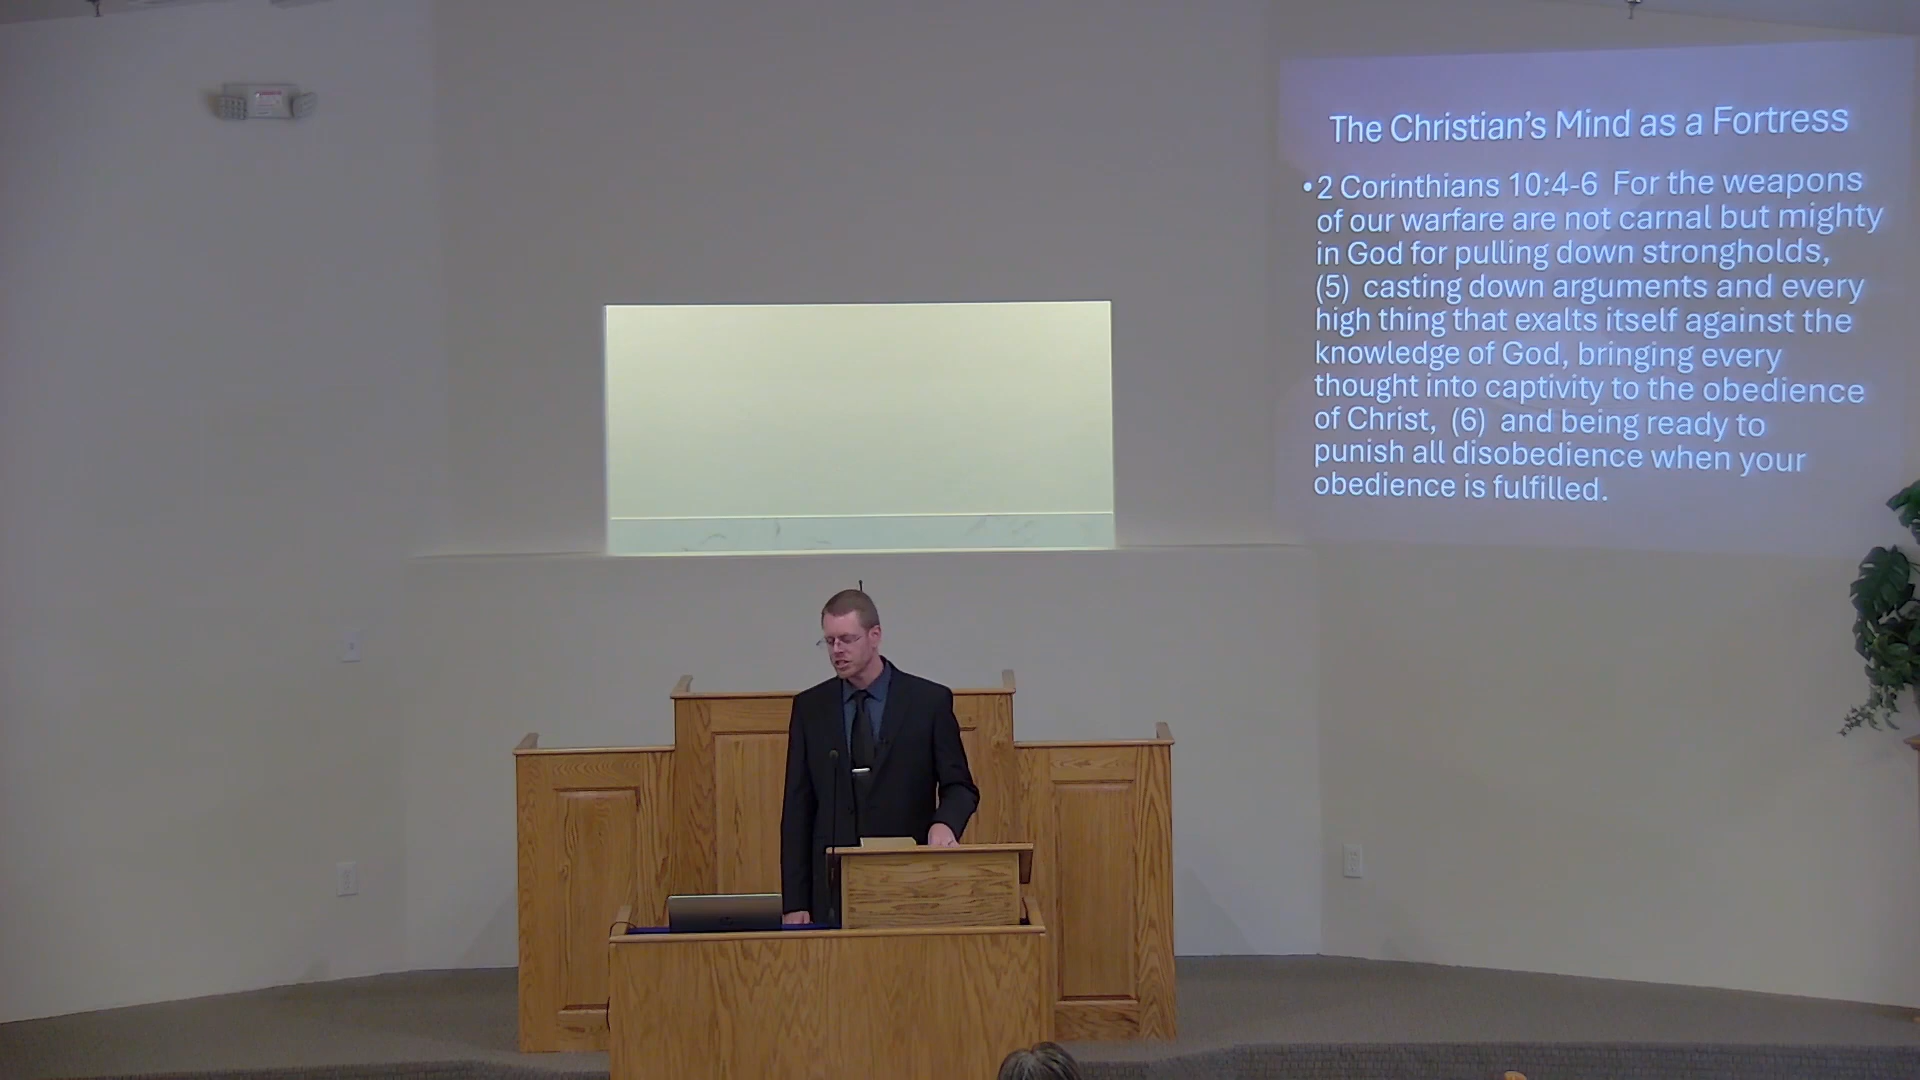 The Christian's Mind as a Fortress
•2 Corinthians 10:4-6 For the weapons
of our warfare are not carnal but mighty
in God for pulling down strongholds,
(5) casting down arguments and every
high thing that exalts itself against the
knowledge of God, bringing every
thought into captivity to the obedience
of Christ, (6) and being ready to
punish all disobedience when your
obedience is fulfilled.